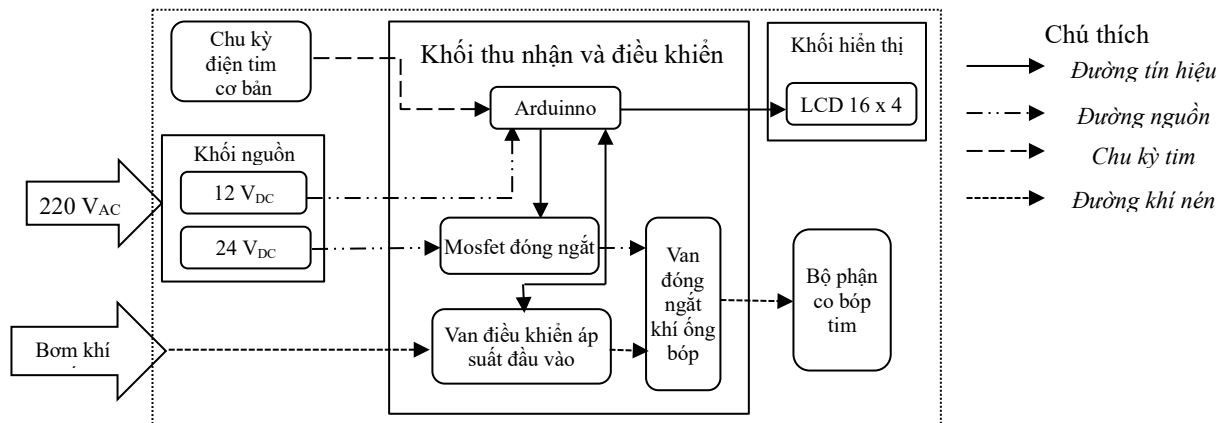 Chu kỳ
điện tim
cơ bản
Khối thu nhận và điều khiển
Khối hiển thị
Chú thích
Arduinno
LCD 16 x 4
Đường tín hiệu
Đường nguồn
Chu kỳ tim
Đường khí nén
Khối nguồn
12 VDC
24 VDC
220 VAC
Mosfet đóng ngắt
Van
đóng
ngắt
khí ống
bóp
Bộ phận
co bóp
tim
Van điều khiển áp
suất đầu vào
Bơm khí